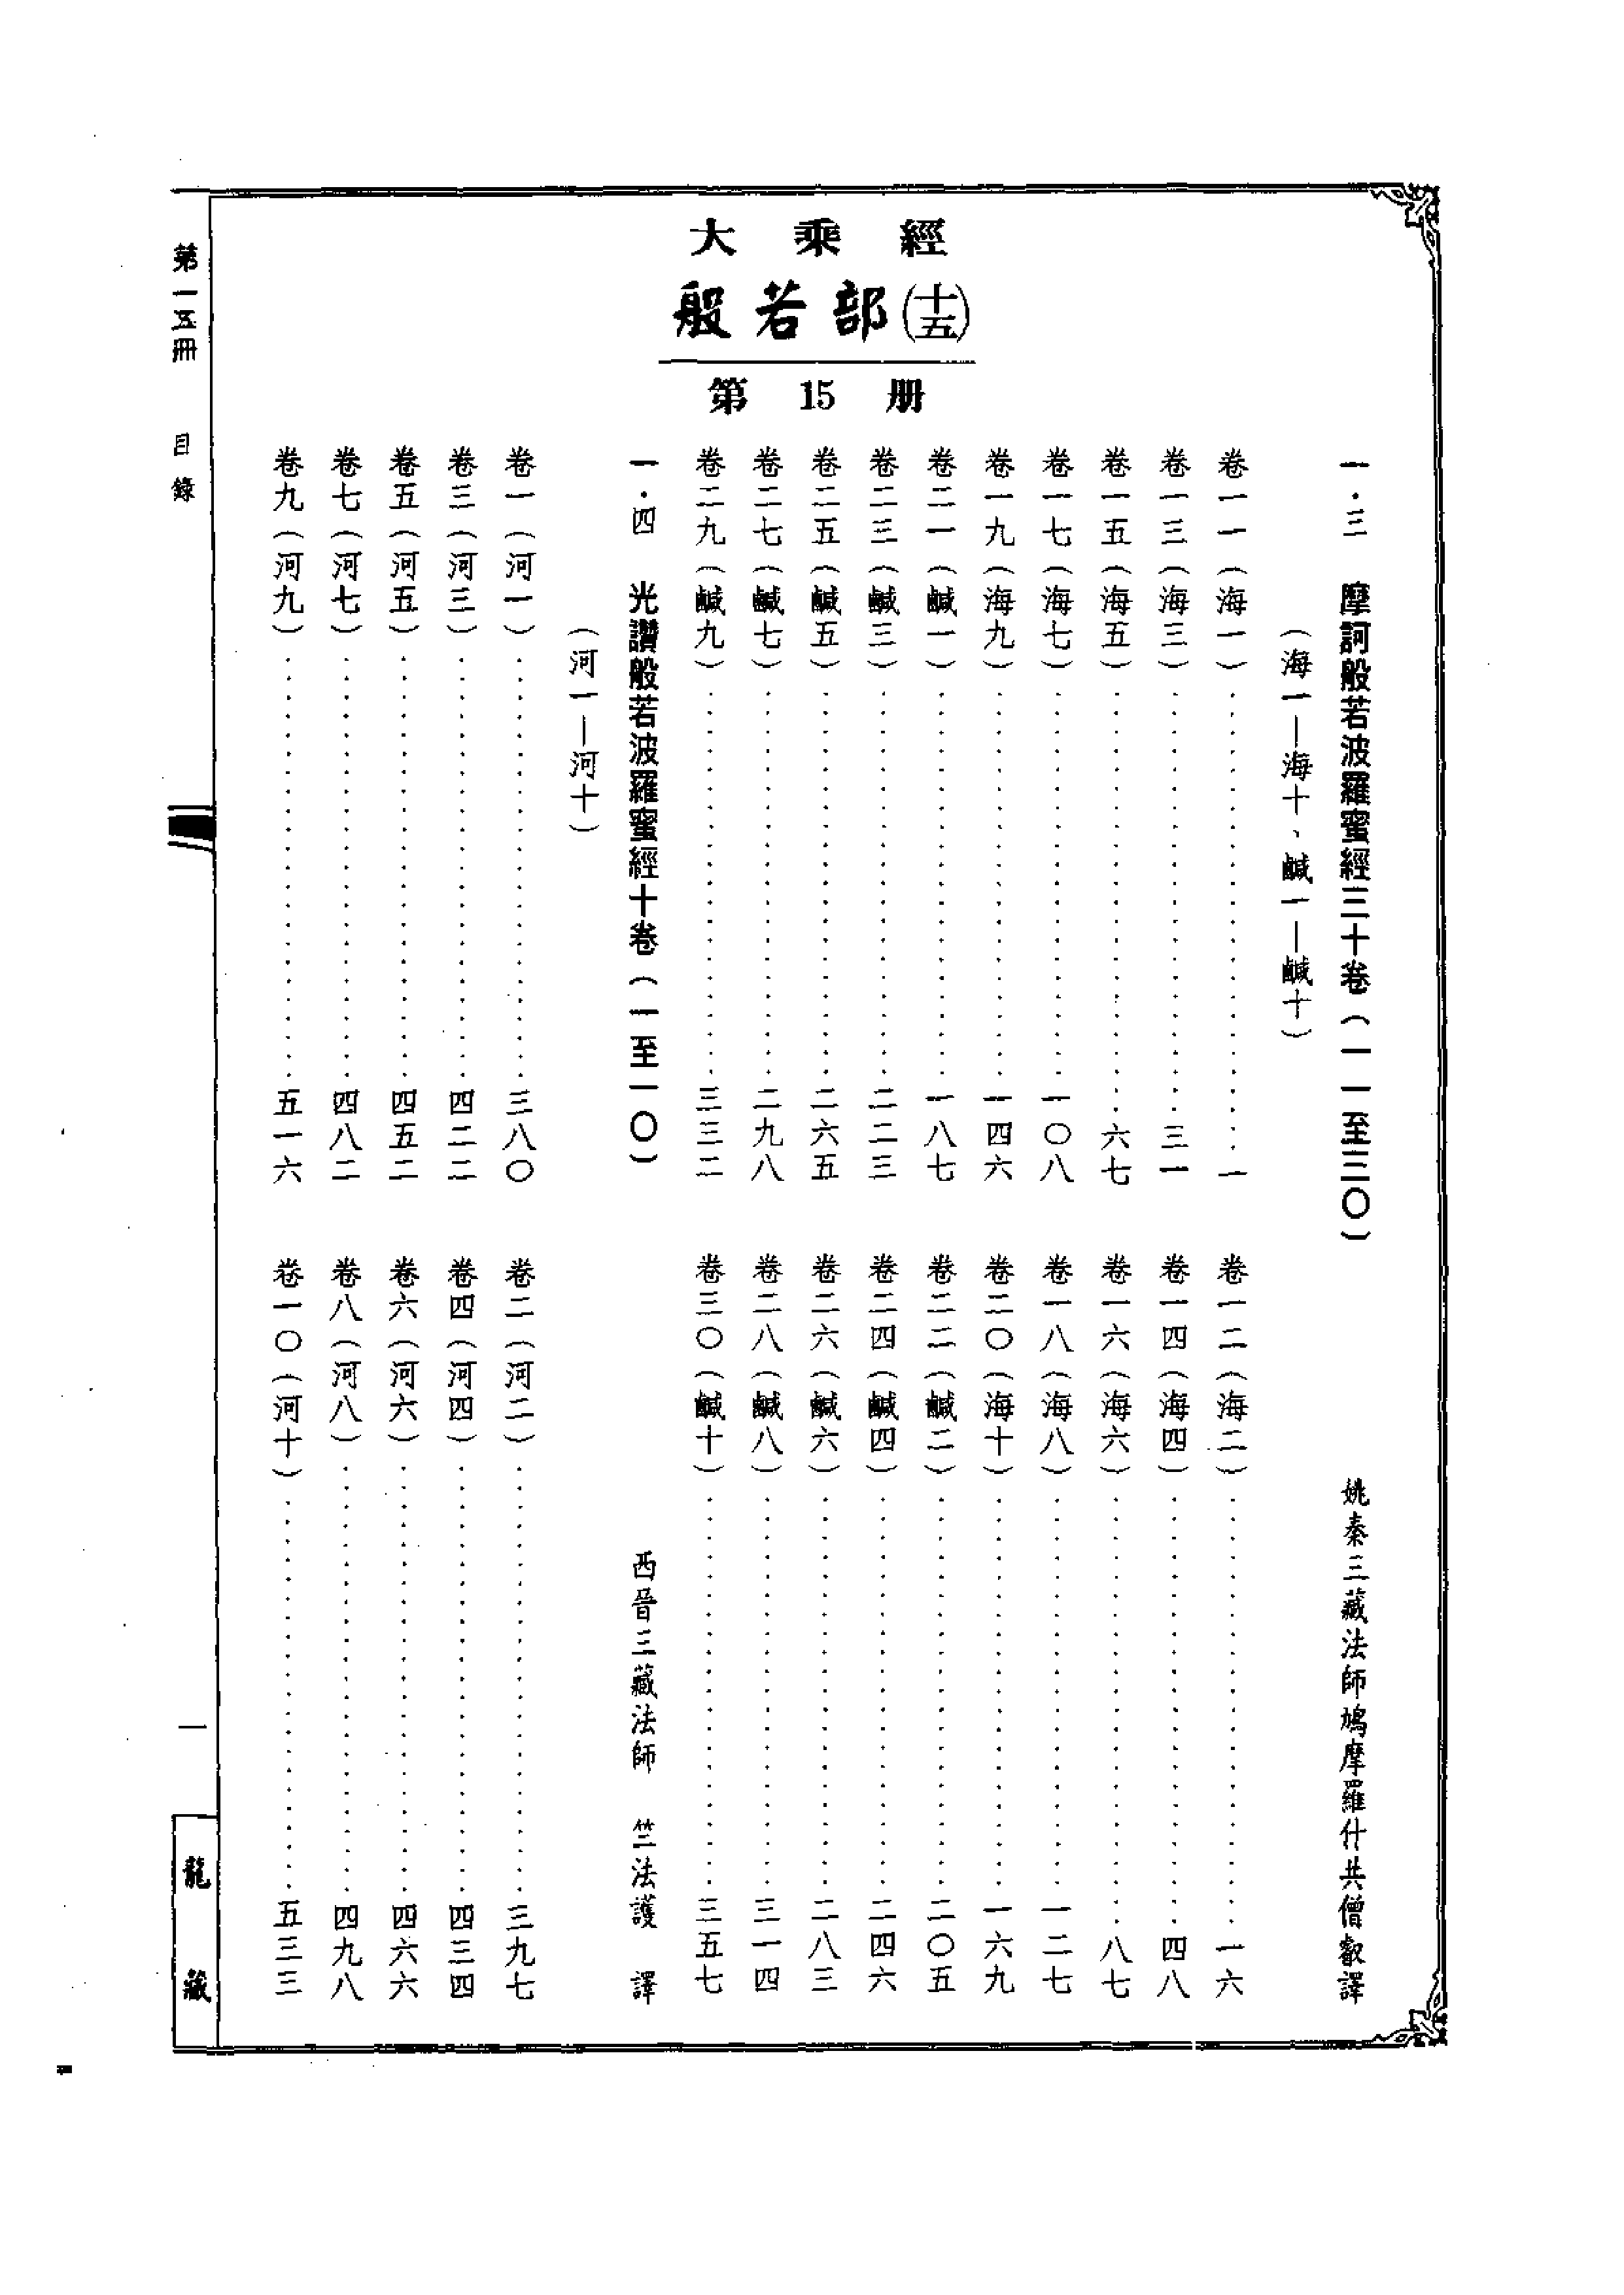 大乘經
般若部(十五)
第15册
一·三　摩訶般若波羅蜜經三十卷（一一至三〇）　姚秦三藏法師鳩摩羅什共僧叡譯
（海一—海十、鹹一—鹹十）
卷一一（海一）……一　卷一二（海二）……一六
卷一三（海三）……三一　卷一四（海四）……四八
卷一五（海五）……六七　卷一六（海六）……八七
卷一七（海七）……一〇八　卷一八（海八）……一二七
卷一九（海九）……一四六　卷二〇（海十）……一六九
卷二一（鹹一）……一八七　卷二二（鹹二）……二〇五
卷二三（鹹三）……二二三　卷二四（鹹四）……二四六
卷二五（鹹五）……二六五　卷二六（鹹六）……二八三
卷二七（鹹七）……二九八　卷二八（鹹八）……三一四
卷二九（鹹九）……三三二　卷三〇（鹹十）……三五七
一·四　光讚般若波羅蜜經十卷（一至一〇）　西晉三藏法師　竺法護　譯
（河一—河十）
卷一（河一）……三八〇　卷二（河二）……三九七
卷三（河三）……四二二　卷四（河四）……四三四
卷五（河五）……四五二　卷六（河六）……四六六
卷七（河七）……四八二　卷八（河八）……四九八
卷九（河九）……五一六　卷一〇（河十）……五三三
第一五冊　目錄　一　龍藏